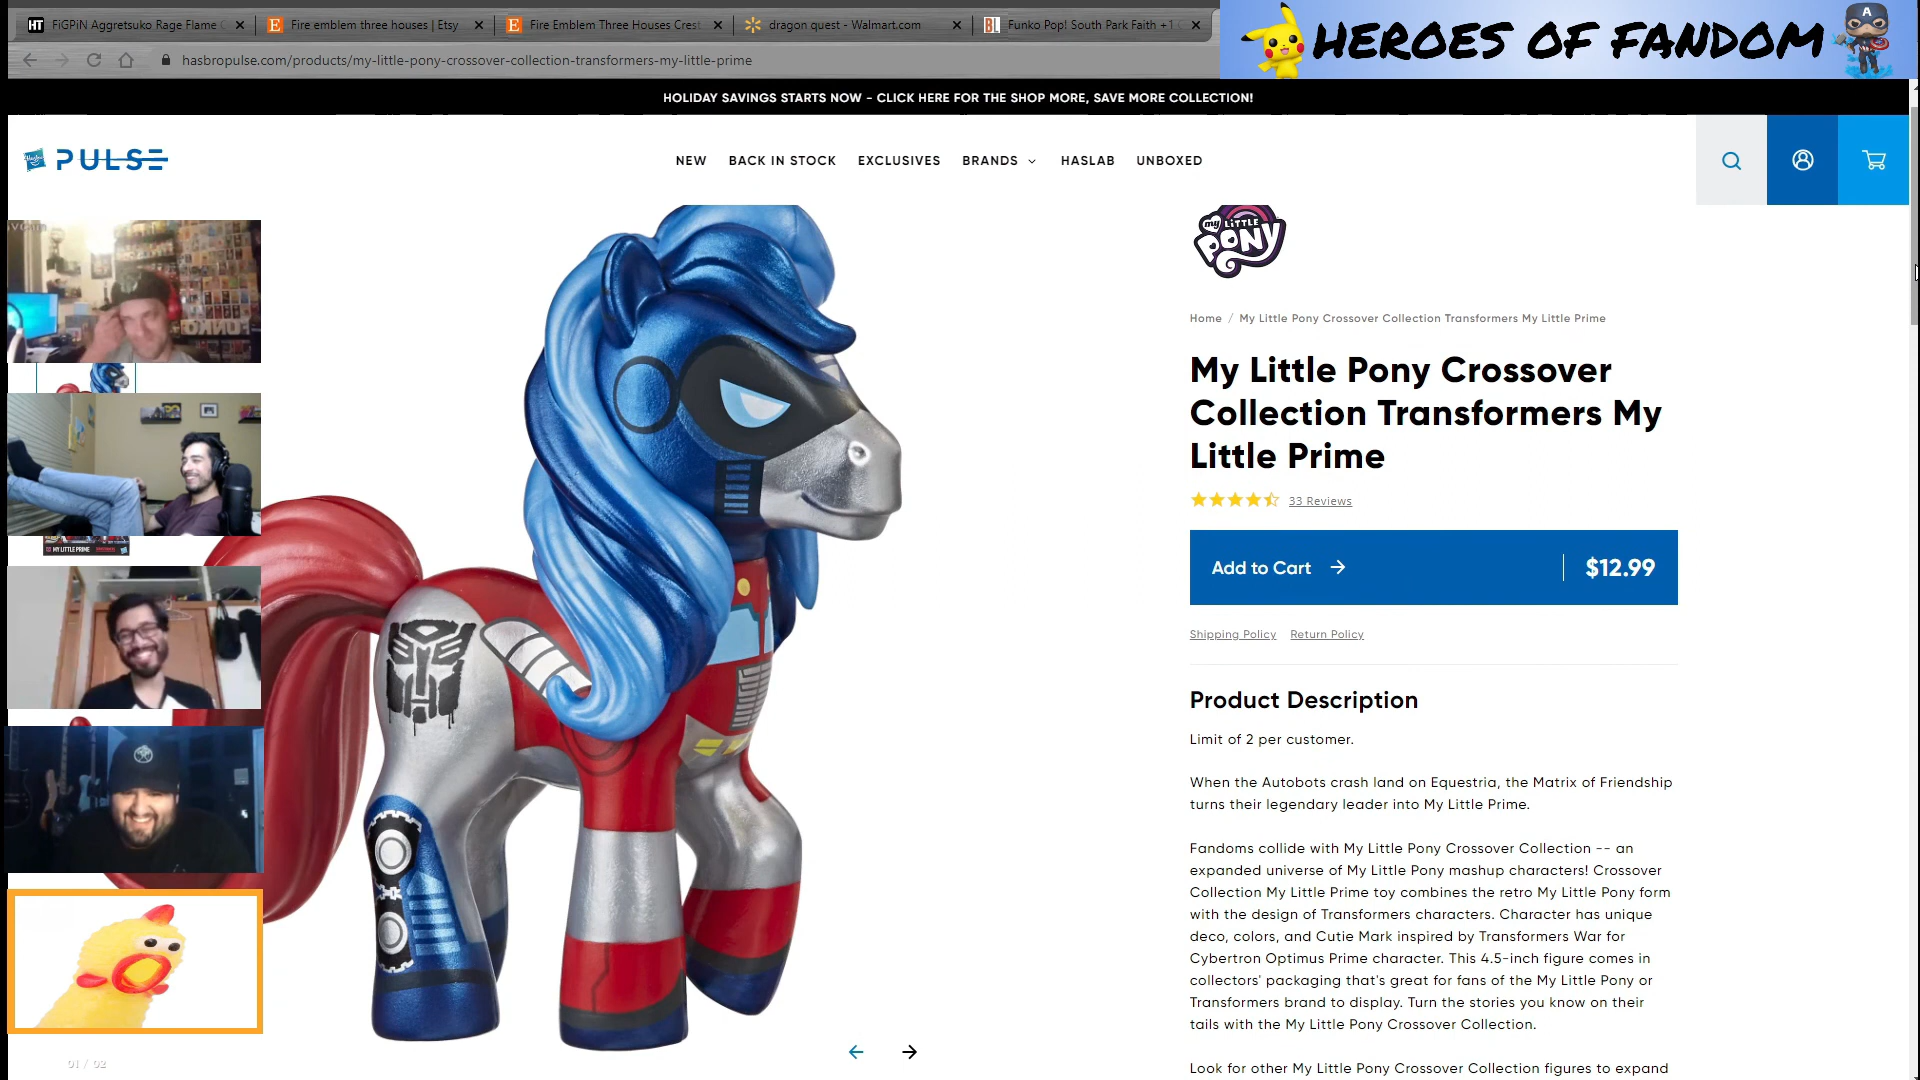 FiGPiN Aggretsuko Rage Flame
Fire emblem three houses | Etsy
Fire Emblem Three Houses Crest
dragon quest - Walmart.com
Funko Pop! South Park Faith +1
HEROES OF FANDOM
hasbropulse.com/products/my-little-pony-crossover-collection-transformers-my-little-prime
HOLIDAY SAVINGS STARTS NOW - CLICK HERE FOR THE SHOP MORE, SAVE MORE COLLECTION!
Hasbro PULSE
NEW BACK IN STOCK EXCLUSIVES BRANDS HASLAB UNBOXED
my LiTTLE
PONY
Home / My Little Pony Crossover Collection Transformers My Little Prime
My Little Pony Crossover
Collection Transformers My
Little Prime
33 Reviews
Add to Cart → $12.99
Shipping Policy Return Policy
Product Description
Limit of 2 per customer.
When the Autobots crash land on Equestria, the Matrix of Friendship
turns their legendary leader into My Little Prime.
Fandoms collide with My Little Pony Crossover Collection -- an
expanded universe of My Little Pony mashup characters! Crossover
Collection My Little Prime toy combines the retro My Little Pony form
with the design of Transformers characters. Character has unique
deco, colors, and Cutie Mark inspired by Transformers War for
Cybertron Optimus Prime character. This 4.5-inch figure comes in
collectors' packaging that's great for fans of the My Little Pony or
Transformers brand to display. Turn the stories you know on their
tails with the My Little Pony Crossover Collection.
Look for other My Little Pony Crossover Collection figures to expand
MY LITTLE PRIME
FUNKO
01 / 02